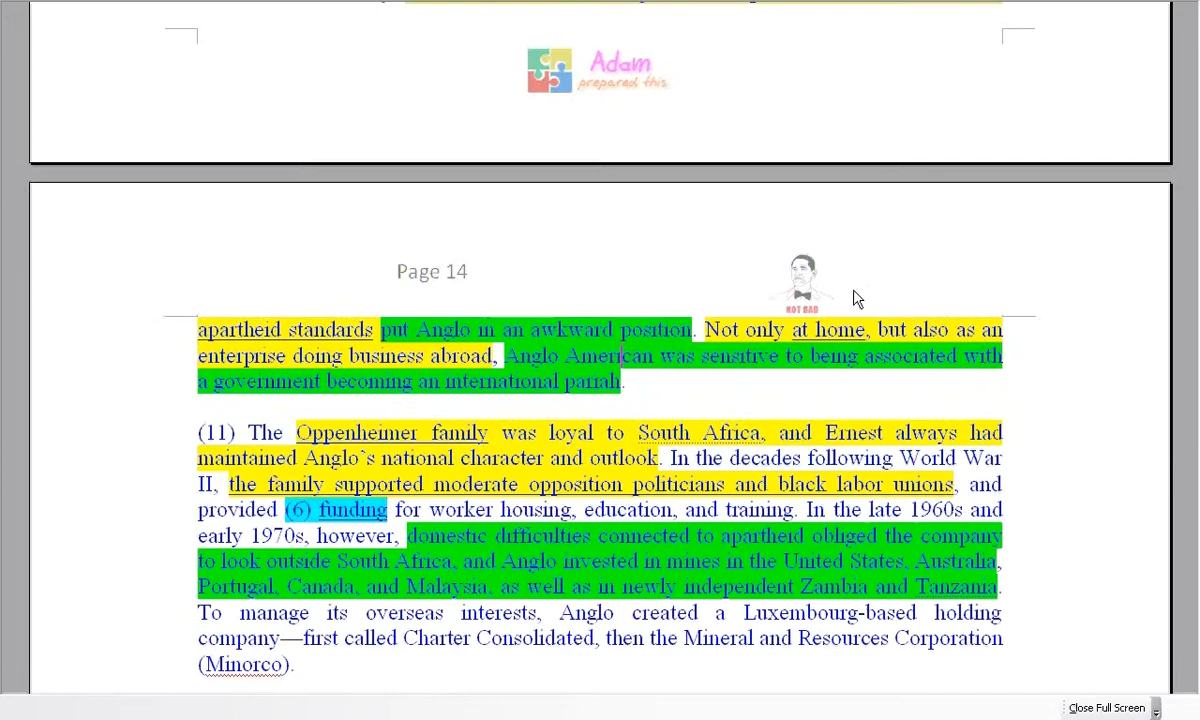 Adam
prepared this
Page 14
NOT BAD
apartheid standards put Anglo in an awkward position. Not only at home, but also as an
enterprise doing business abroad, Anglo American was sensitive to being associated with
a government becoming an international pariah.
(11) The Oppenheimer family was loyal to South Africa, and Ernest always had
maintained Anglo`s national character and outlook. In the decades following World War
II, the family supported moderate opposition politicians and black labor unions, and
provided (6) funding for worker housing, education, and training. In the late 1960s and
early 1970s, however, domestic difficulties connected to apartheid obliged the company
to look outside South Africa, and Anglo invested in mines in the United States, Australia,
Portugal, Canada, and Malaysia, as well as in newly independent Zambia and Tanzania.
To manage its overseas interests, Anglo created a Luxembourg-based holding
company—first called Charter Consolidated, then the Mineral and Resources Corporation
(Minorco).
Close Full Screen